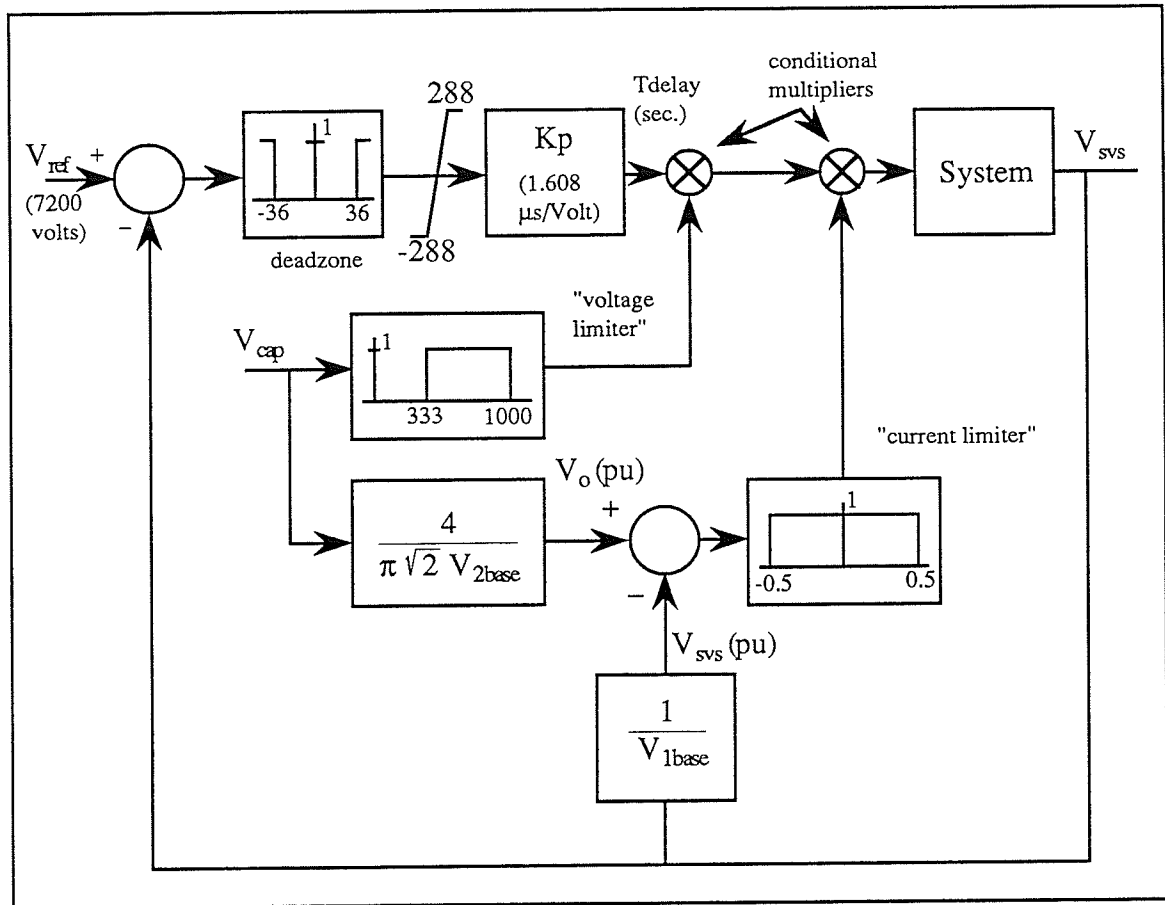 conditional
multipliers
Tdelay
(sec.)
288
-288
V_ref
+
(7200
volts)
-
1
-36
36
deadzone
Kp
(1.608
μs/Volt)
System
V_svs
"voltage
limiter"
V_cap
1
333
1000
"current limiter"
V_o (pu)
+
4
π √2 V_2base
-
1
-0.5
0.5
V_svs (pu)
1
V_1base